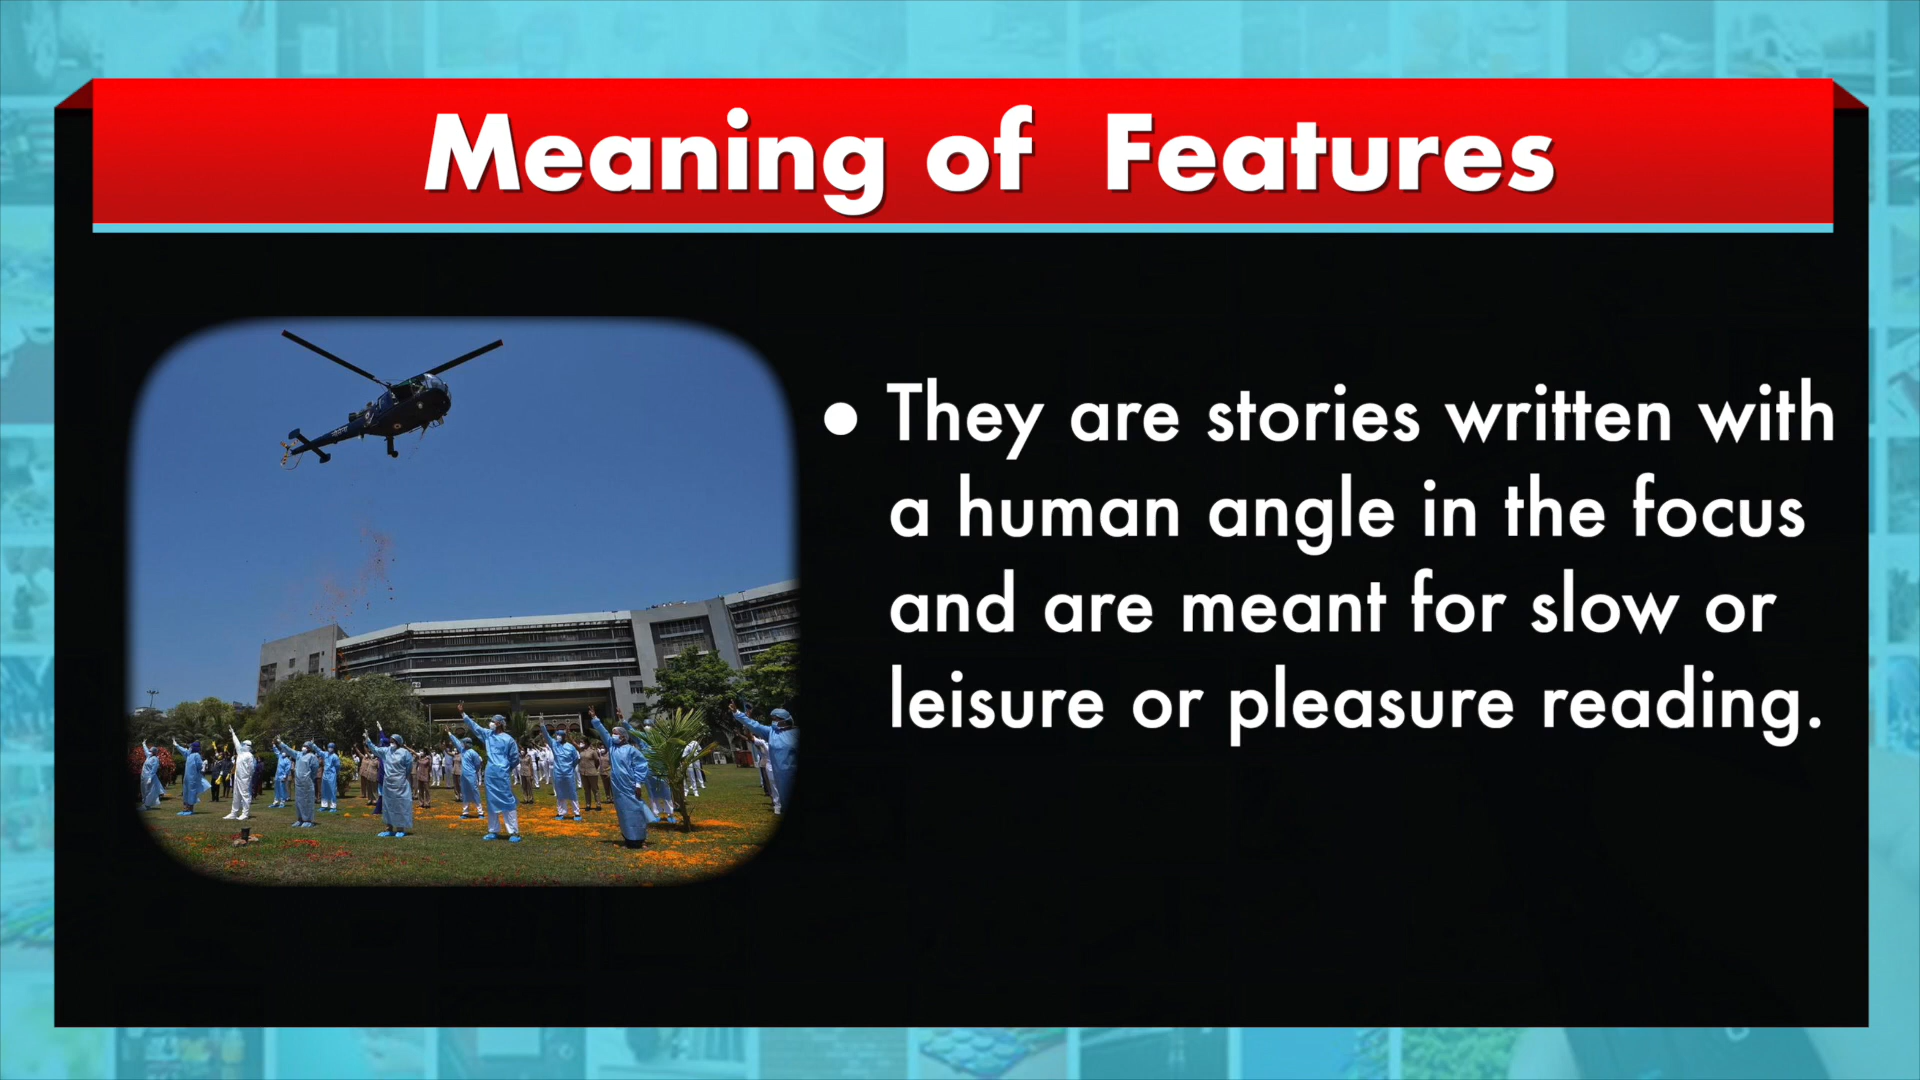 Meaning of Features
• They are stories written with
a human angle in the focus
and are meant for slow or
leisure or pleasure reading.